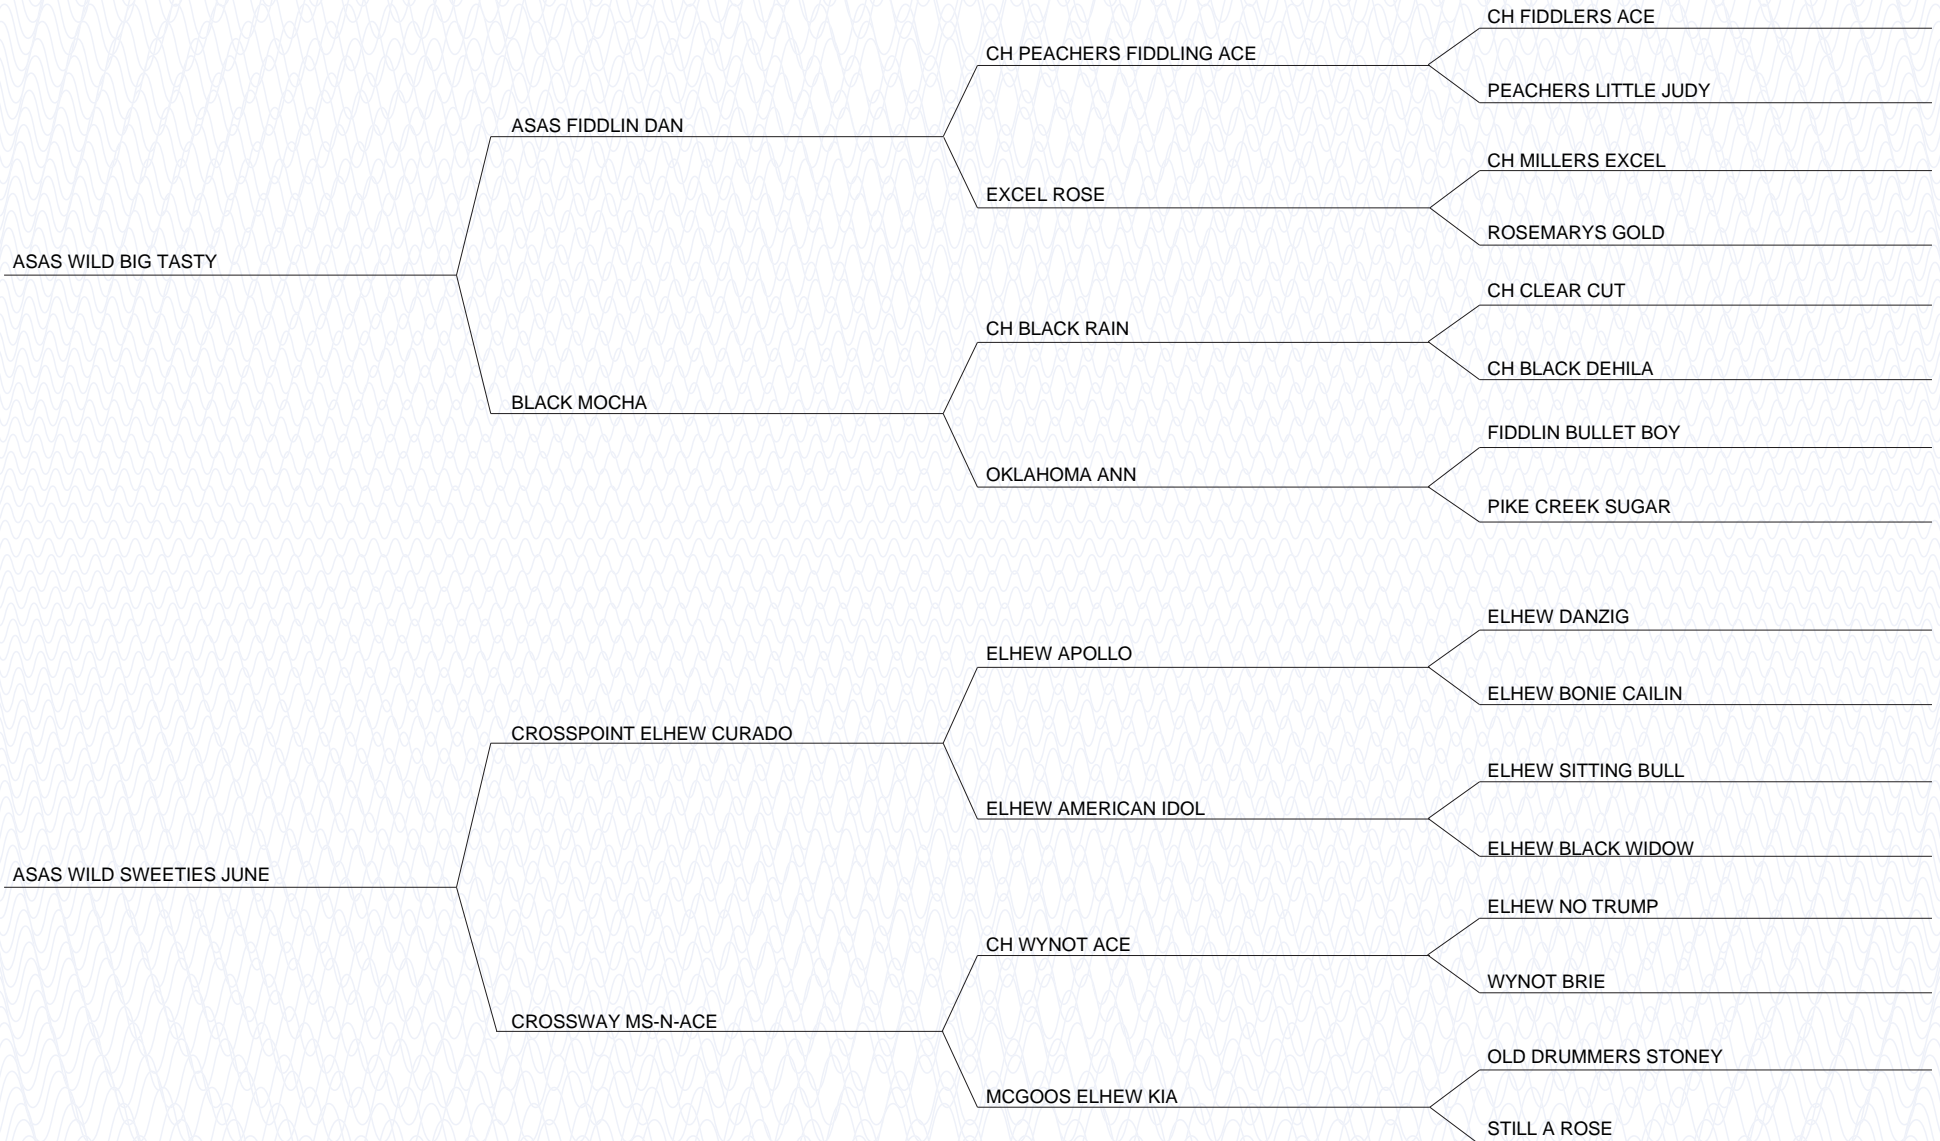 CH FIDDLERS ACE
CH PEACHERS FIDDLING ACE
PEACHERS LITTLE JUDY
ASAS FIDDLIN DAN
CH MILLERS EXCEL
EXCEL ROSE
ROSEMARYS GOLD
ASAS WILD BIG TASTY
CH CLEAR CUT
CH BLACK RAIN
CH BLACK DEHILA
BLACK MOCHA
FIDDLIN BULLET BOY
OKLAHOMA ANN
PIKE CREEK SUGAR
ELHEW DANZIG
ELHEW APOLLO
ELHEW BONIE CAILIN
CROSSPOINT ELHEW CURADO
ELHEW SITTING BULL
ELHEW AMERICAN IDOL
ELHEW BLACK WIDOW
ASAS WILD SWEETIES JUNE
ELHEW NO TRUMP
CH WYNOT ACE
WYNOT BRIE
CROSSWAY MS-N-ACE
OLD DRUMMERS STONEY
MCGOOS ELHEW KIA
STILL A ROSE